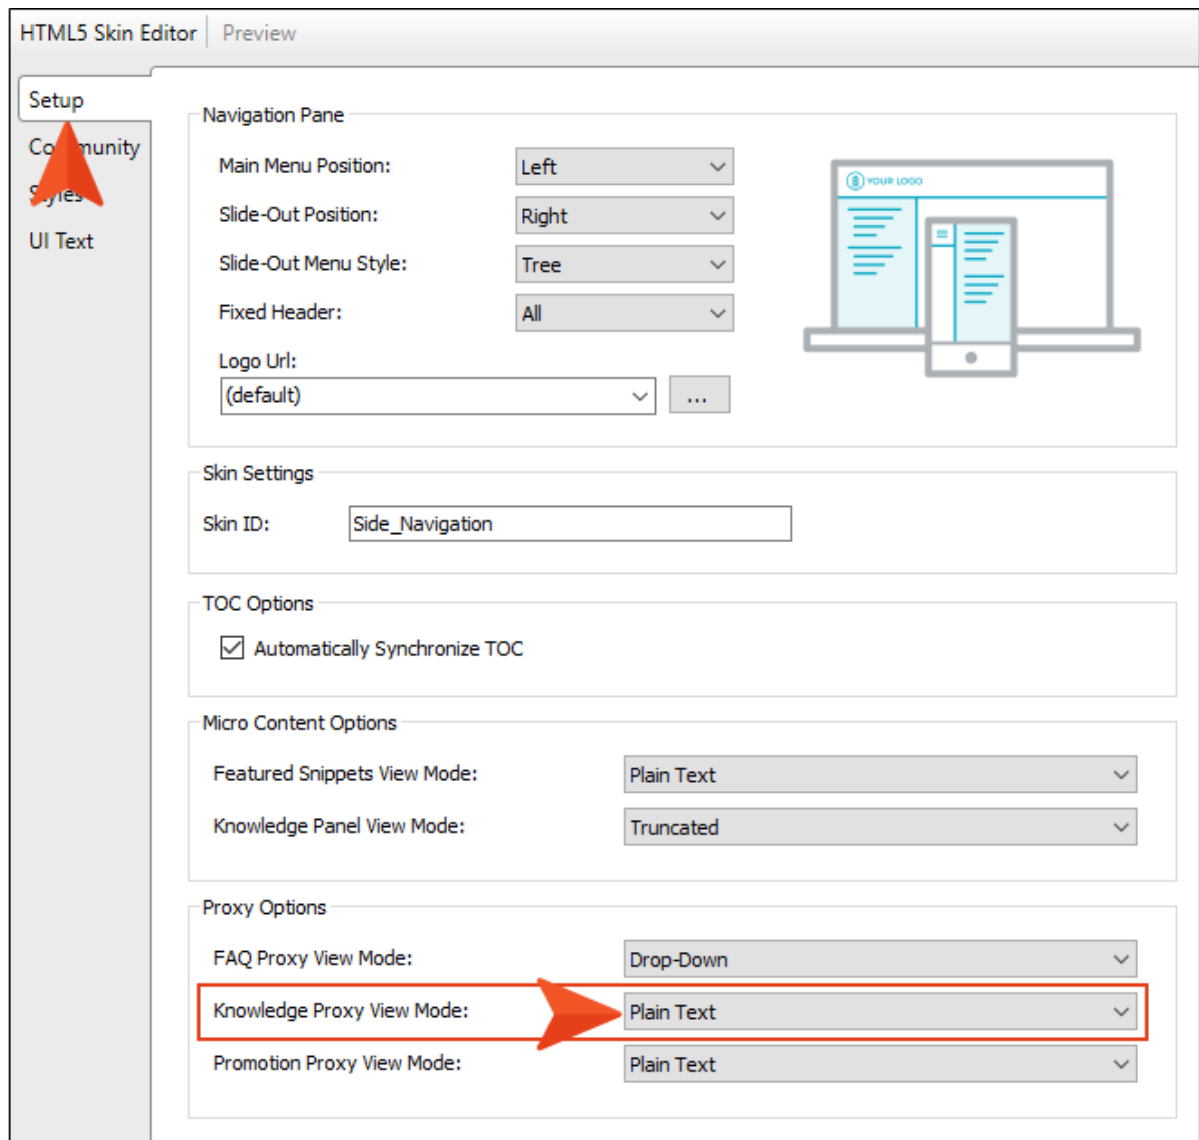 HTML5 Skin Editor Preview
Setup
Community
Styles
UI Text
Navigation Pane
Main Menu Position: Left
Slide-Out Position: Right
Slide-Out Menu Style: Tree
Fixed Header: All
Logo Url:
(default) ...
YOUR LOGO
Skin Settings
Skin ID: Side_Navigation
TOC Options
Automatically Synchronize TOC
Micro Content Options
Featured Snippets View Mode: Plain Text
Knowledge Panel View Mode: Truncated
Proxy Options
FAQ Proxy View Mode: Drop-Down
Knowledge Proxy View Mode: Plain Text
Promotion Proxy View Mode: Plain Text